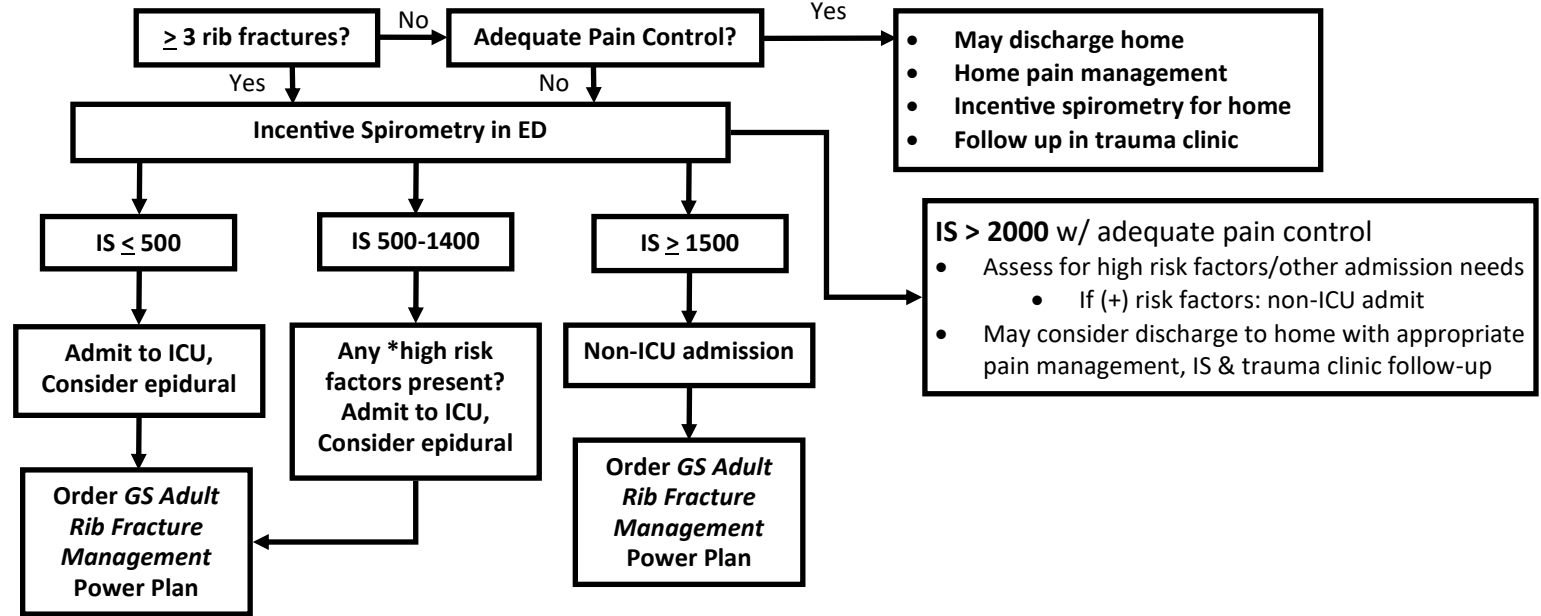 ≥ 3 rib fractures?
No
Adequate Pain Control?
Yes
• May discharge home
• Home pain management
• Incentive spirometry for home
• Follow up in trauma clinic
Yes
No
Incentive Spirometry in ED
IS ≤ 500
IS 500-1400
IS ≥ 1500
IS > 2000 w/ adequate pain control
• Assess for high risk factors/other admission needs
• If (+) risk factors: non-ICU admit
• May consider discharge to home with appropriate
pain management, IS & trauma clinic follow-up
Admit to ICU,
Consider epidural
Any *high risk
factors present?
Admit to ICU,
Consider epidural
Non-ICU admission
Order GS Adult
Rib Fracture
Management
Power Plan
Order GS Adult
Rib Fracture
Management
Power Plan